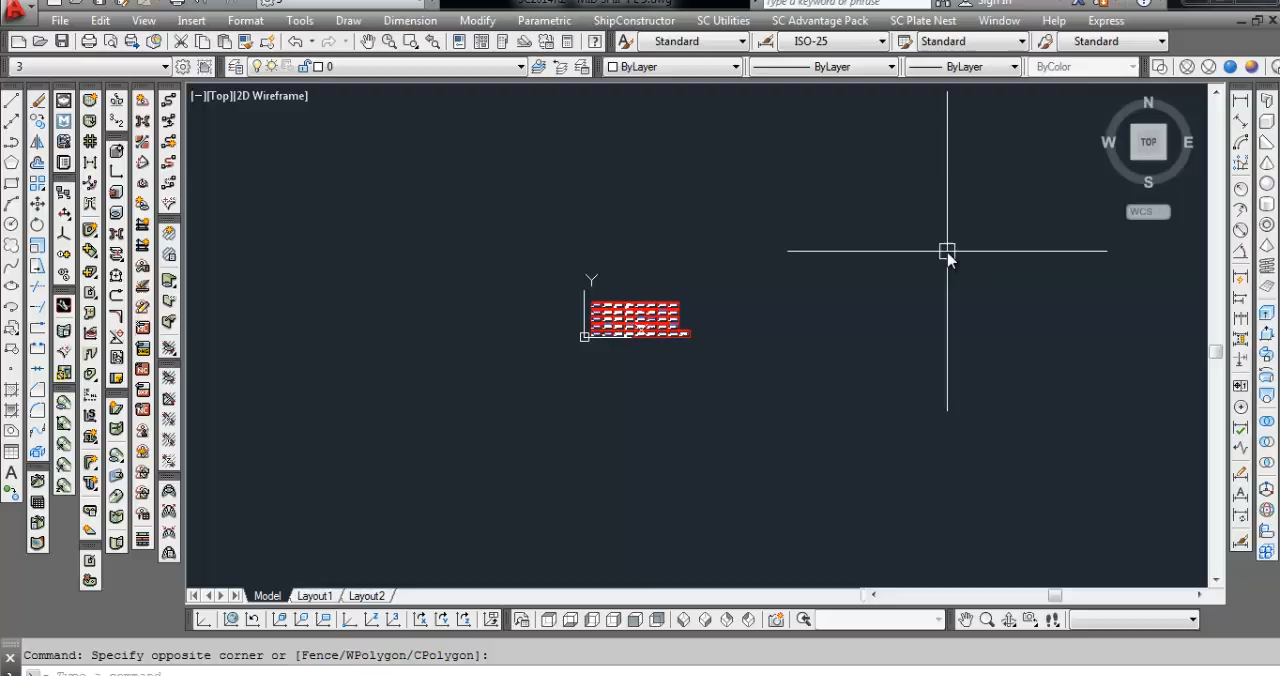 File Edit View Insert Format Tools Draw Dimension Modify Parametric ShipConstructor SC Utilities SC Advantage Pack SC Plate Nest Window Help Express
Standard ISO-25 Standard Standard
3 0 ByLayer ByLayer ByLayer ByColor
[−][Top][2D Wireframe]
N
W TOP E
S
WCS
Y
Model Layout1 Layout2
Command: Specify opposite corner or [Fence/WPolygon/CPolygon]:
Type a command